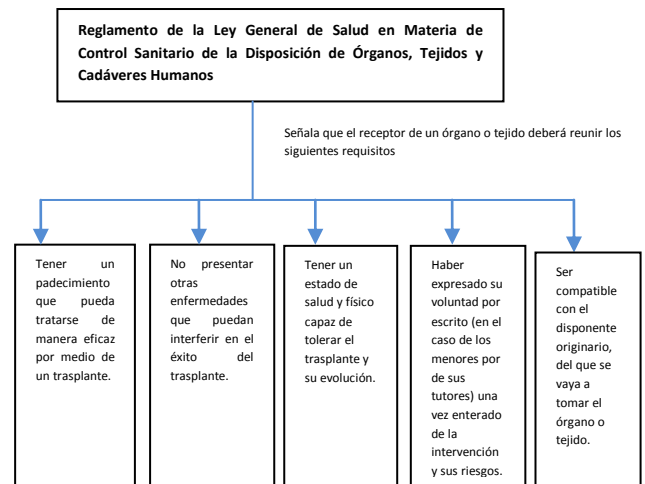 Reglamento de la Ley General de Salud en Materia de
Control Sanitario de la Disposición de Órganos, Tejidos y
Cadáveres Humanos
Señala que el receptor de un órgano o tejido deberá reunir los
siguientes requisitos
Tener un
padecimiento
que pueda
tratarse de
manera eficaz
por medio de
un trasplante.
No presentar
otras
enfermedades
que puedan
interferir en el
éxito del
trasplante.
Tener un
estado de
salud y físico
capaz de
tolerar el
trasplante y
su evolución.
Haber
expresado su
voluntad por
escrito (en el
caso de los
menores por
de sus
tutores) una
vez enterado
de la
intervención
y sus riesgos.
Ser
compatible
con el
disponente
originario,
del que se
vaya a
tomar el
órgano o
tejido.